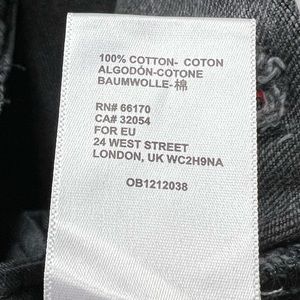 100% COTTON- COTON
ALGODÓN-COTONE
BAUMWOLLE-棉
RN# 66170
CA# 32054
FOR EU
24 WEST STREET
LONDON, UK WC2H9NA
OB1212038